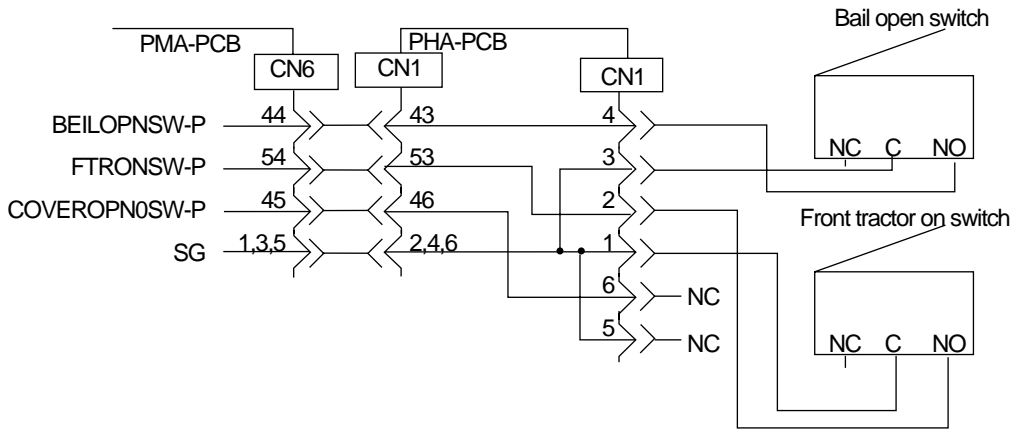 Bail open switch
PMA-PCB
PHA-PCB
CN6
CN1
CN1
BEILOPNSW-P
44
43
4
NC C NO
FTRONSW-P
54
53
3
COVEROPN0SW-P
45
46
2
Front tractor on switch
SG
1,3,5
2,4,6
1
6
NC
5
NC
NC C NO